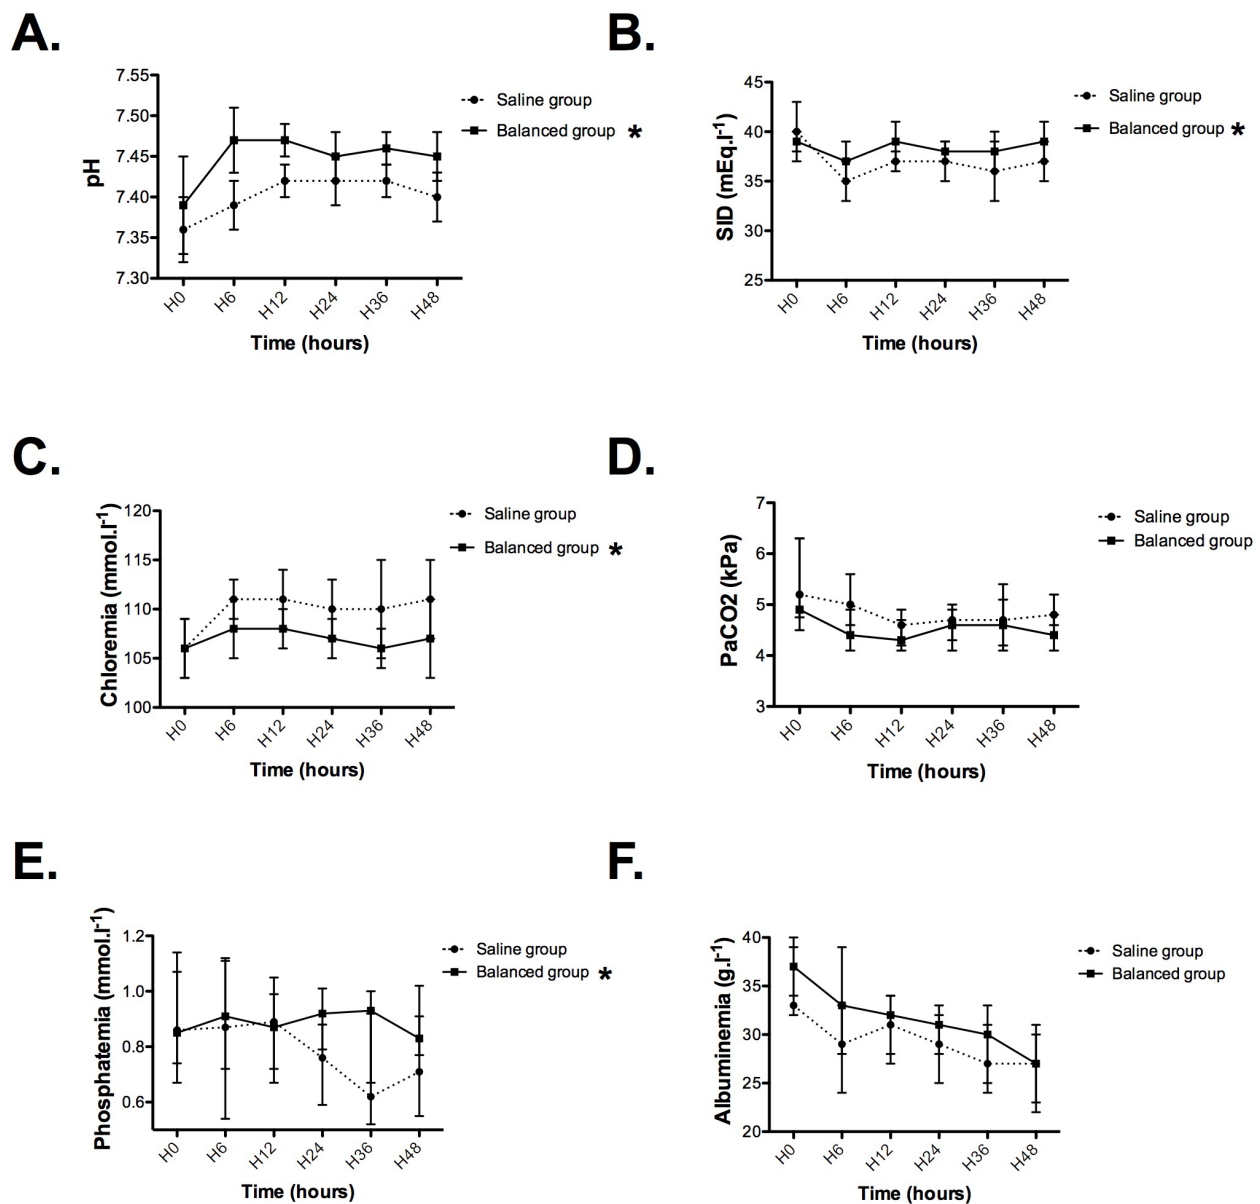 A.
pH
7.55
7.50
7.45
7.40
7.35
7.30
H0 H6 H12 H24 H36 H48
Time (hours)
Saline group
Balanced group *
B.
SID (mEq.l-1)
45
40
35
30
25
H0 H6 H12 H24 H36 H48
Time (hours)
Saline group
Balanced group *
C.
Chloremia (mmol.l-1)
120
115
110
105
100
H0 H6 H12 H24 H36 H48
Time (hours)
Saline group
Balanced group *
D.
PaCO2 (kPa)
7
6
5
4
3
H0 H6 H12 H24 H36 H48
Time (hours)
Saline group
Balanced group
E.
Phosphatemia (mmol.l-1)
1.2
1.0
0.8
0.6
H0 H6 H12 H24 H36 H48
Time (hours)
Saline group
Balanced group *
F.
Albuminemia (g.l-1)
40
35
30
25
20
H0 H6 H12 H24 H36 H48
Time (hours)
Saline group
Balanced group